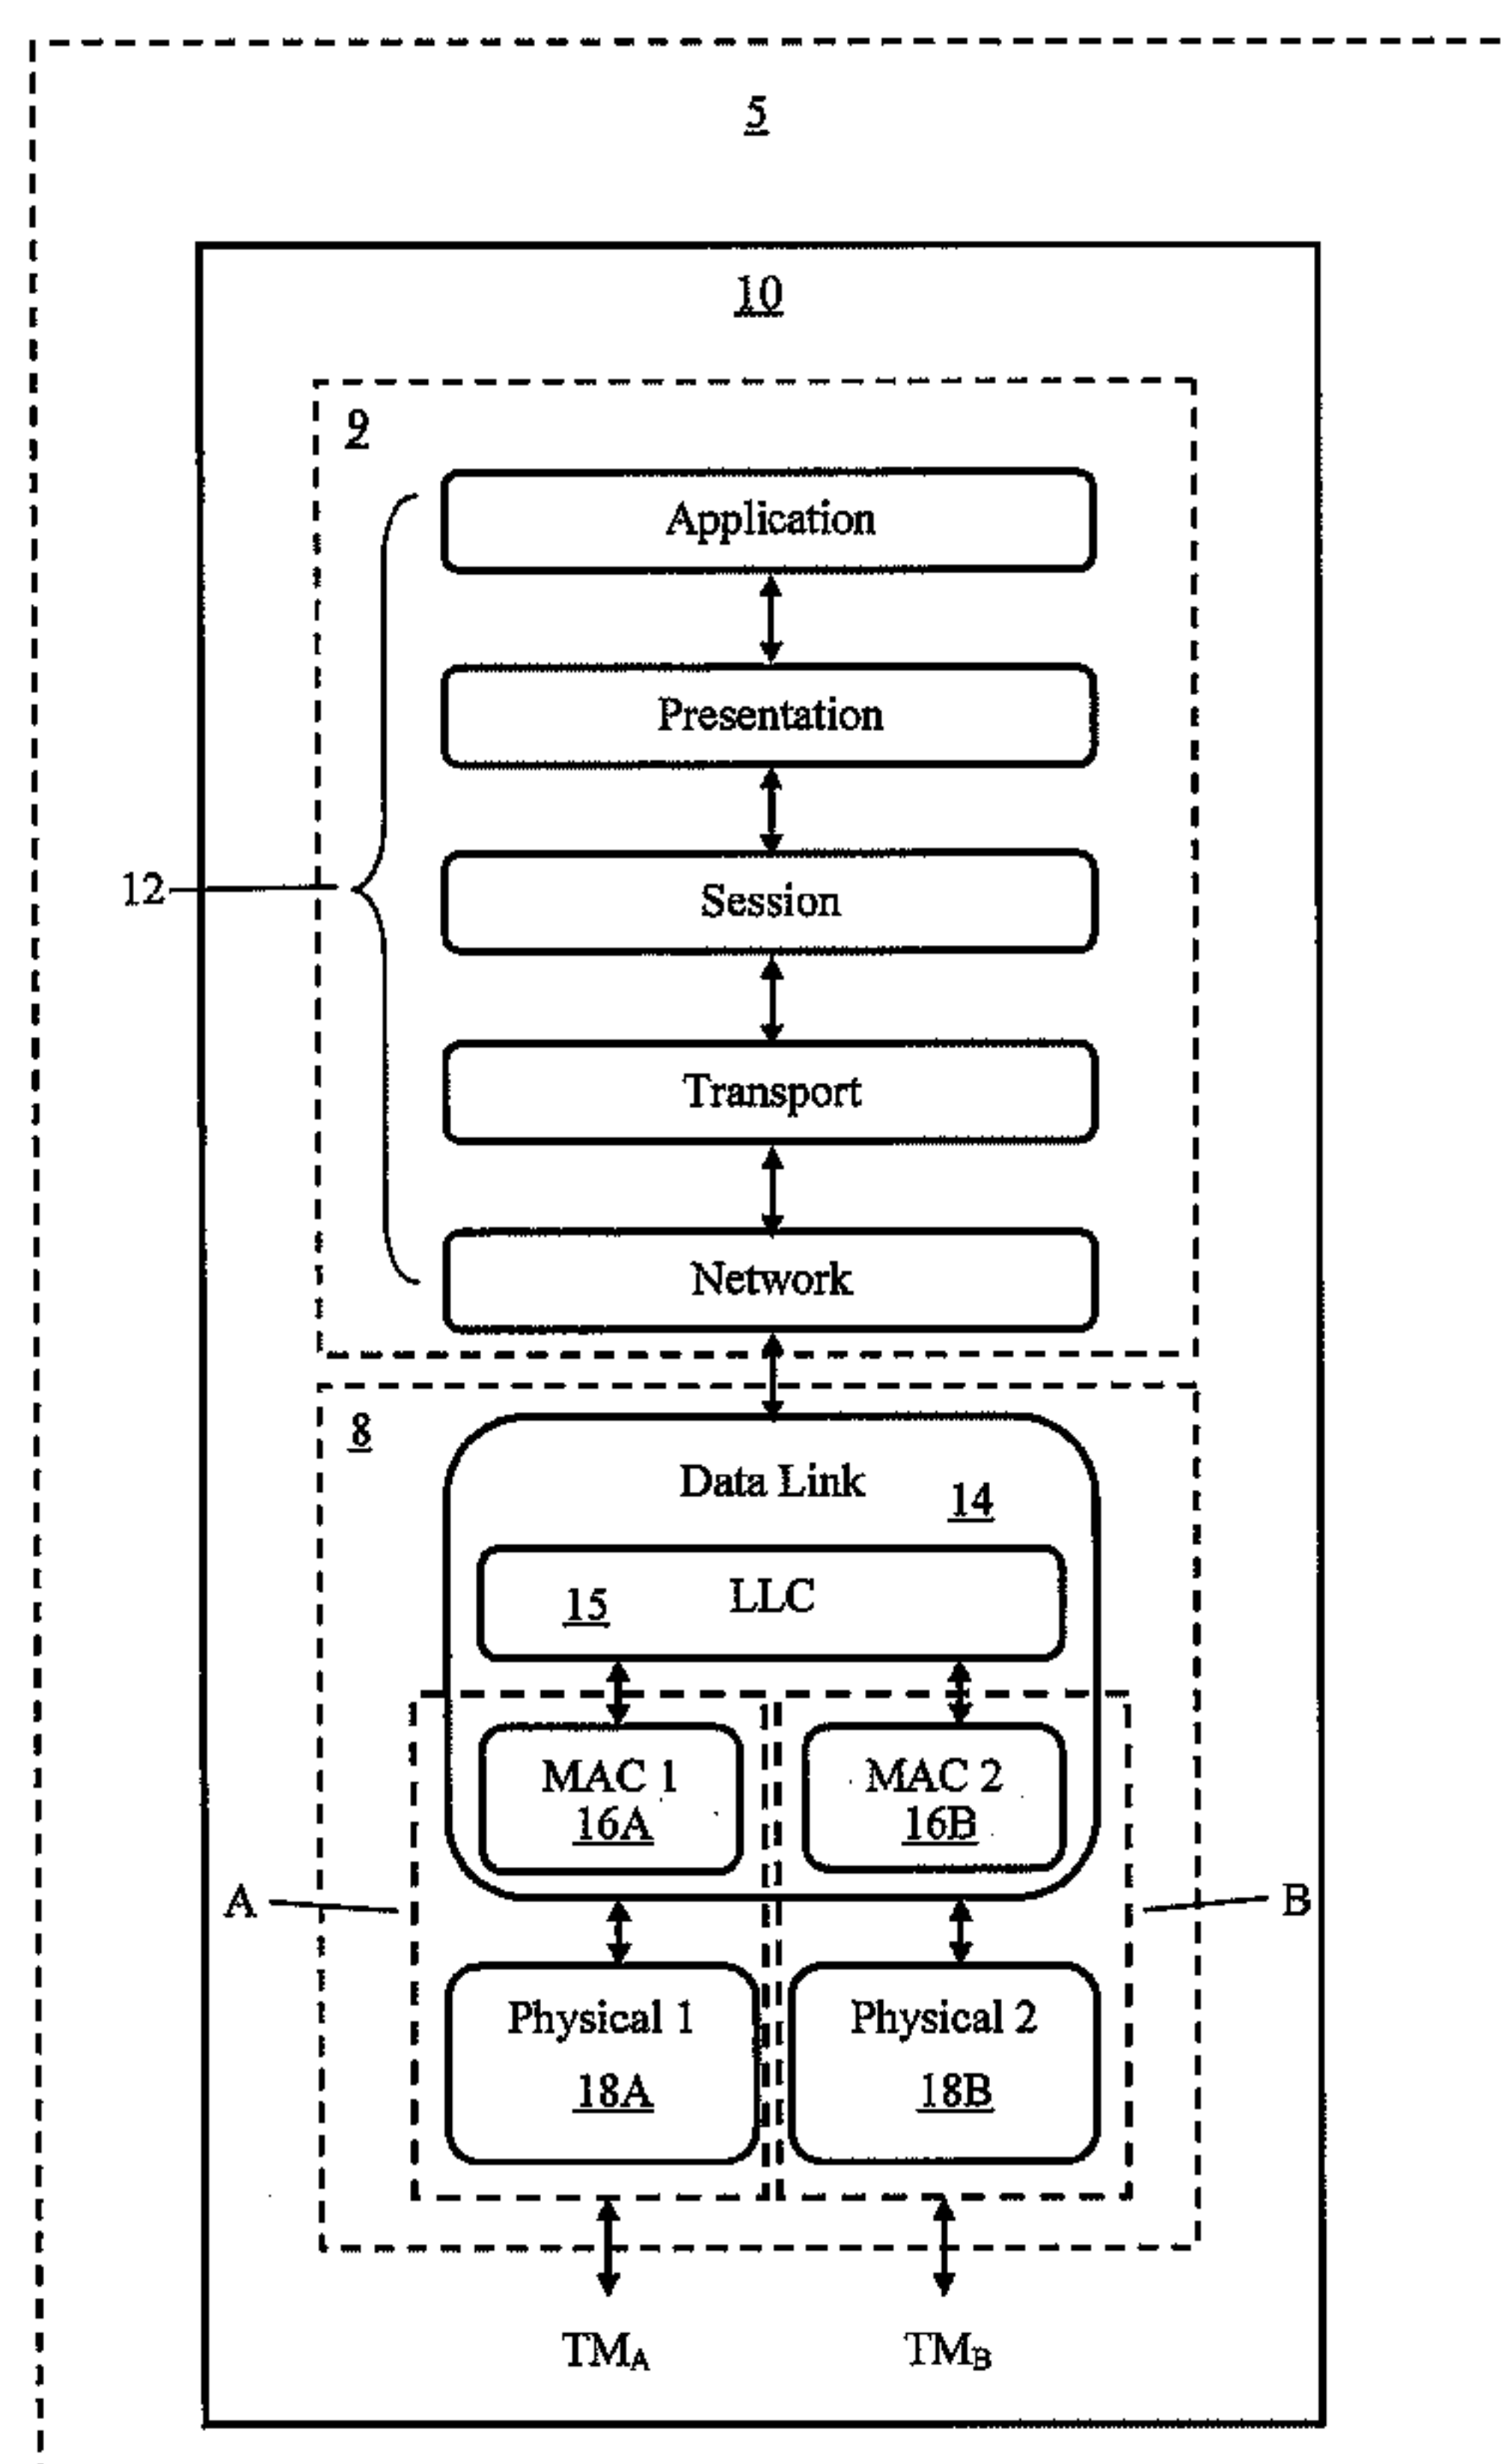 5
10
9
Application
Presentation
12
Session
Transport
Network
8
Data Link
14
15
LLC
MAC 1
16A
MAC 2
16B
A
B
Physical 1
18A
Physical 2
18B
TMA
TMB